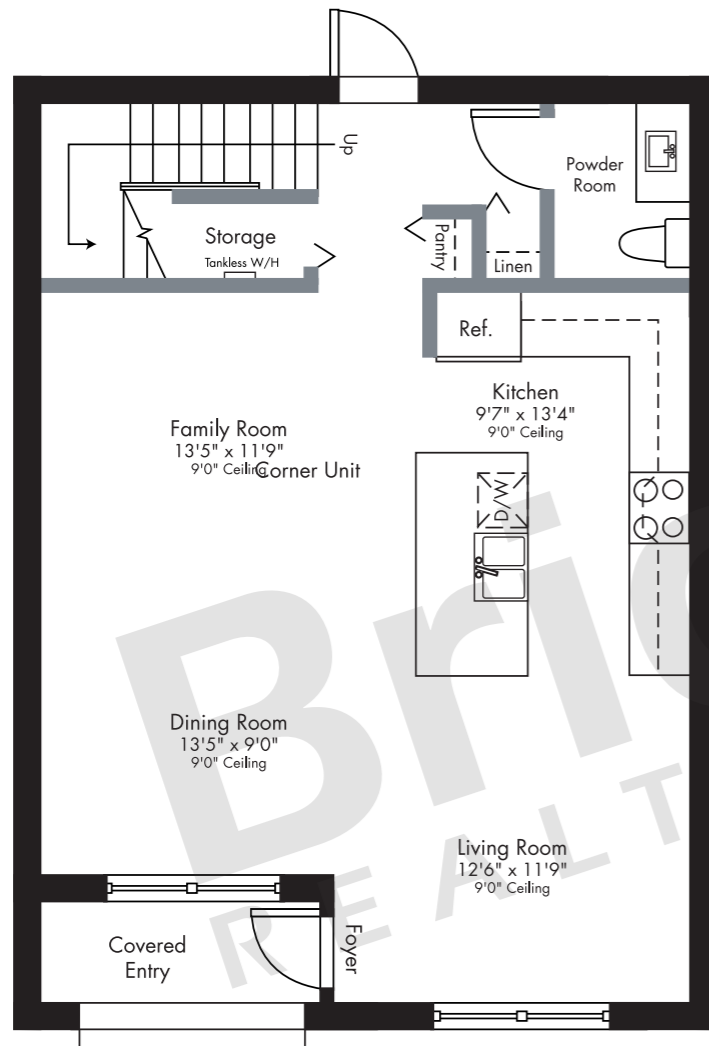 Up
Powder
Room
Storage
Tankless W/H
Pantry
Linen
Ref.
Kitchen
9'7" x 13'4"
9'0" Ceiling
Family Room
13'5" x 11'9"
9'0" Ceiling
Corner Unit
D/W
Dining Room
13'5" x 9'0"
9'0" Ceiling
Living Room
12'6" x 11'9"
9'0" Ceiling
Covered
Entry
Foyer
Bric
REALT